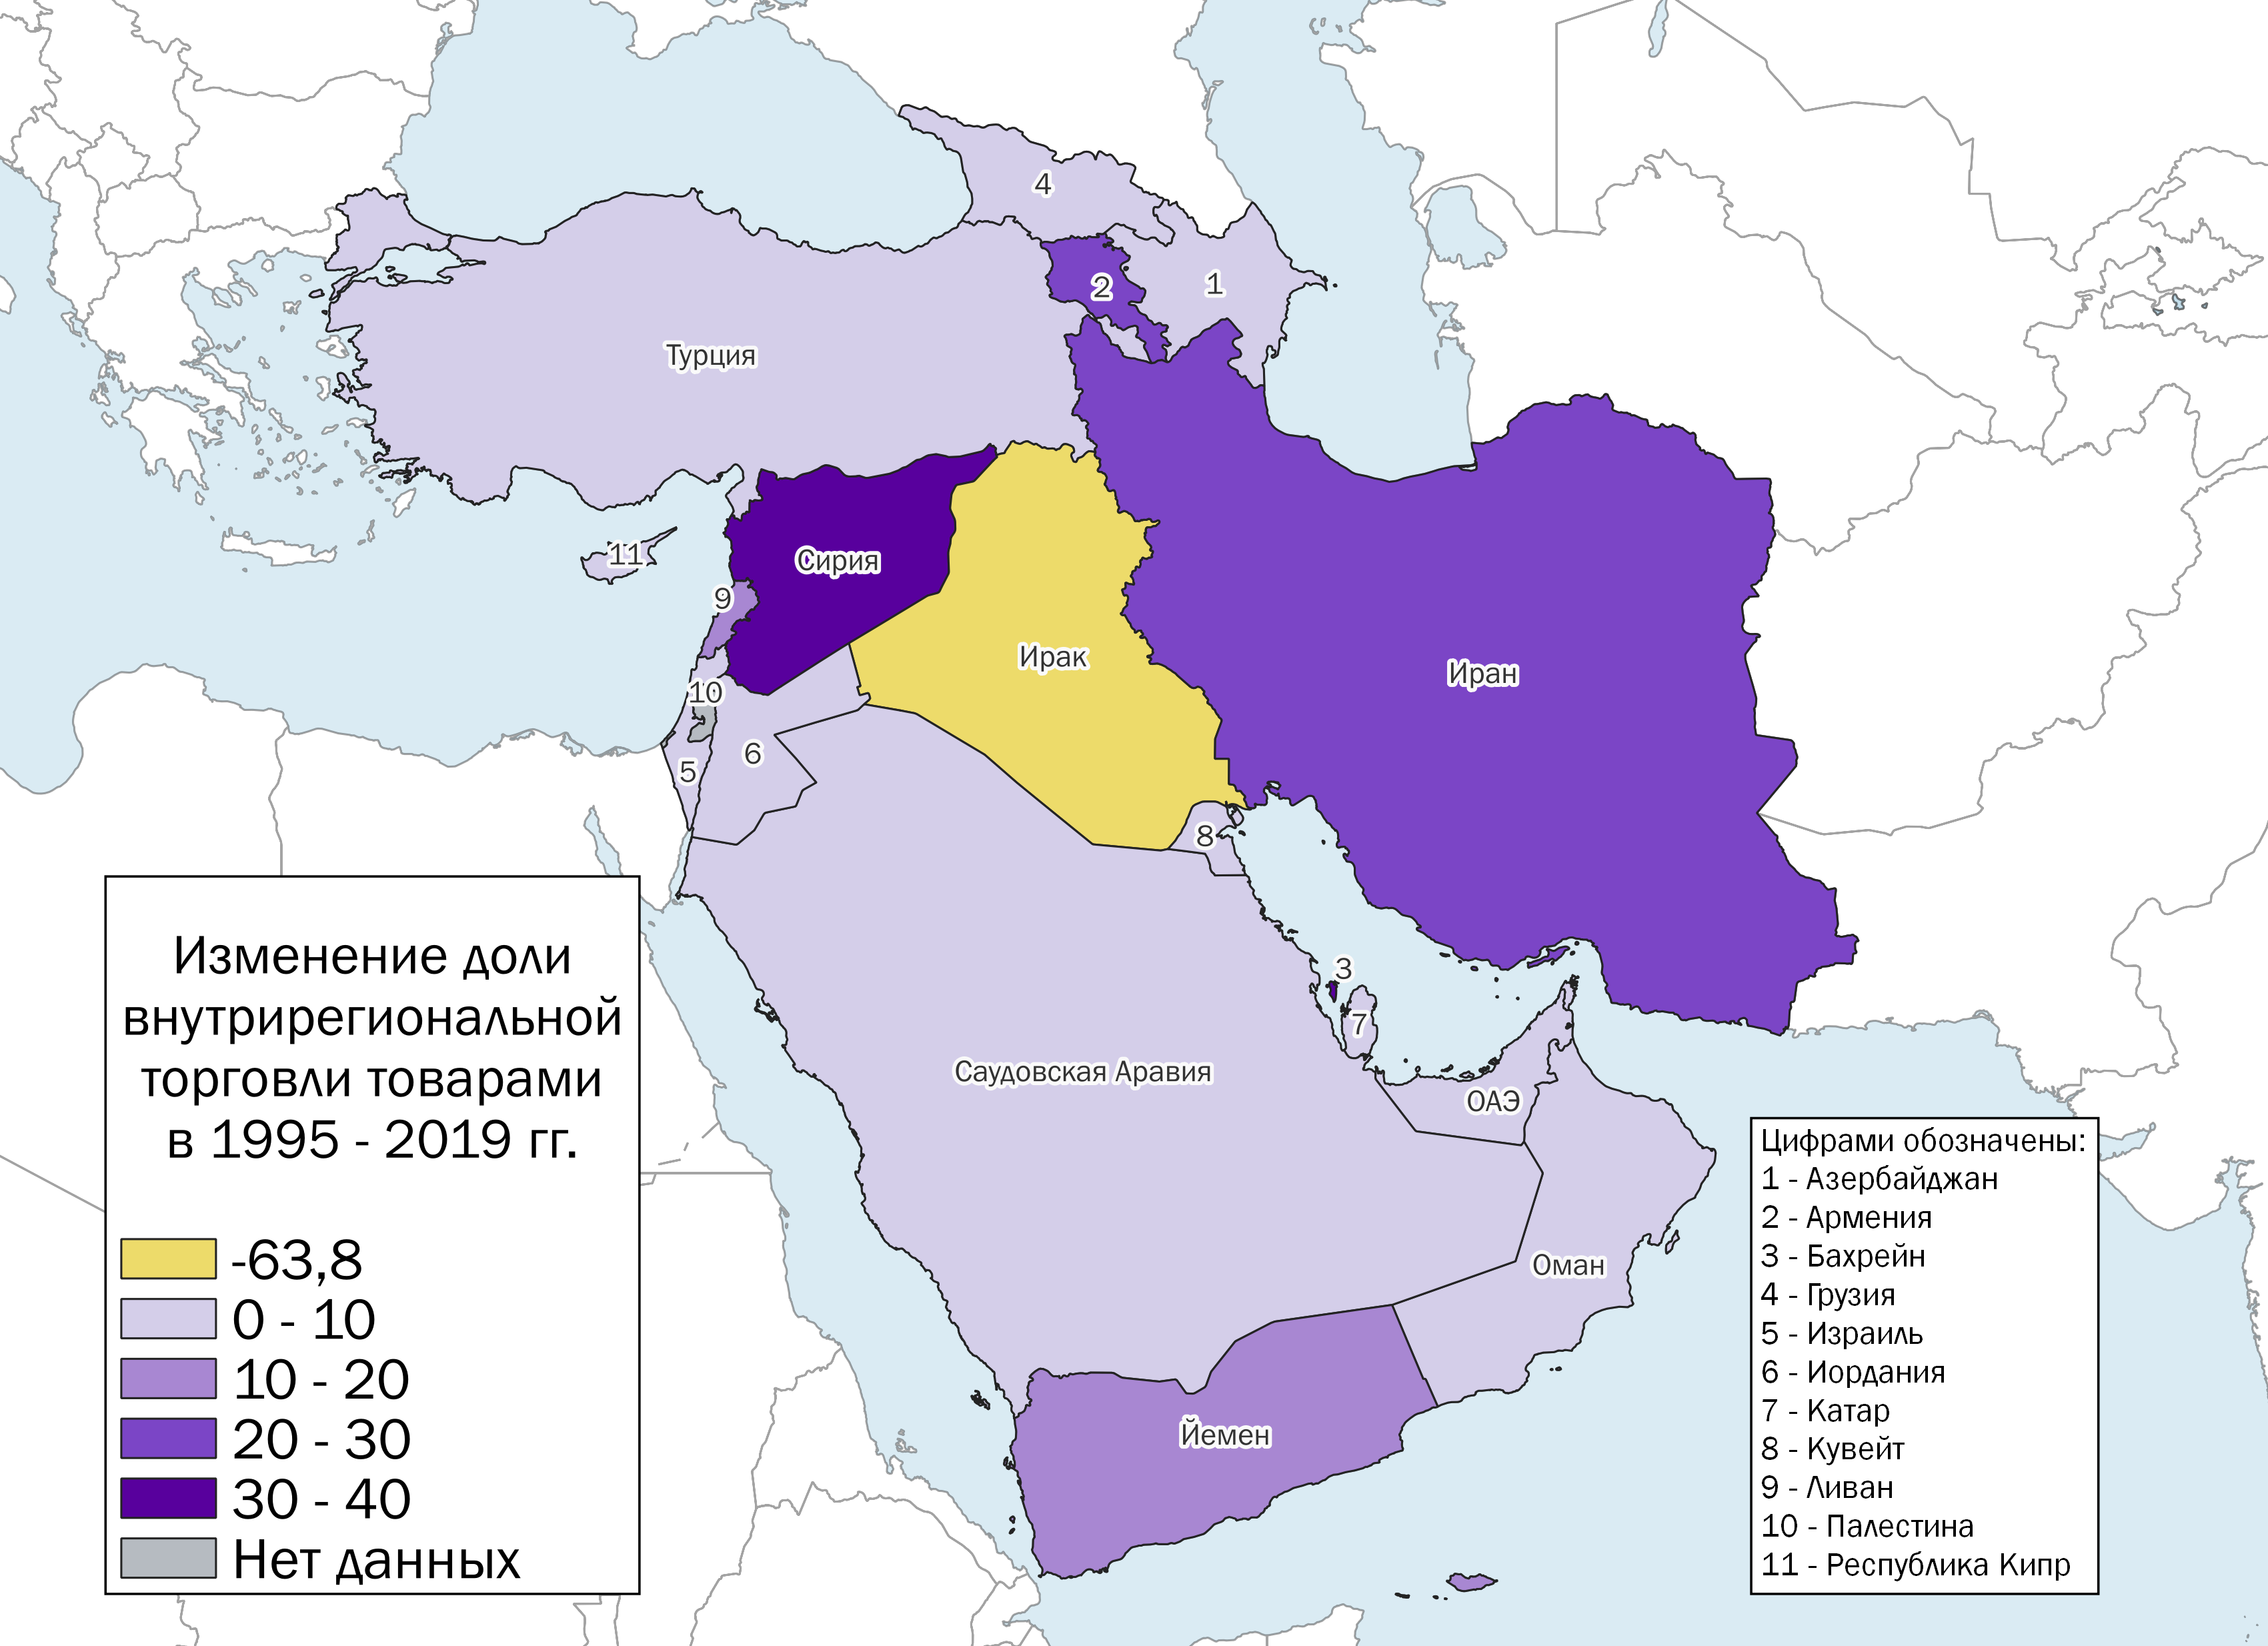 4
2
1
Турция
Сирия
11
9
Ирак
Иран
10
6
5
8
3
7
Саудовская Аравия
ОАЭ
Оман
Йемен
Изменение доли
внутрирегиональной
торговли товарами
в 1995 - 2019 гг.
-63,8
0 - 10
10 - 20
20 - 30
30 - 40
Нет данных
Цифрами обозначены:
1 - Азербайджан
2 - Армения
3 - Бахрейн
4 - Грузия
5 - Израиль
6 - Иордания
7 - Катар
8 - Кувейт
9 - Ливан
10 - Палестина
11 - Республика Кипр